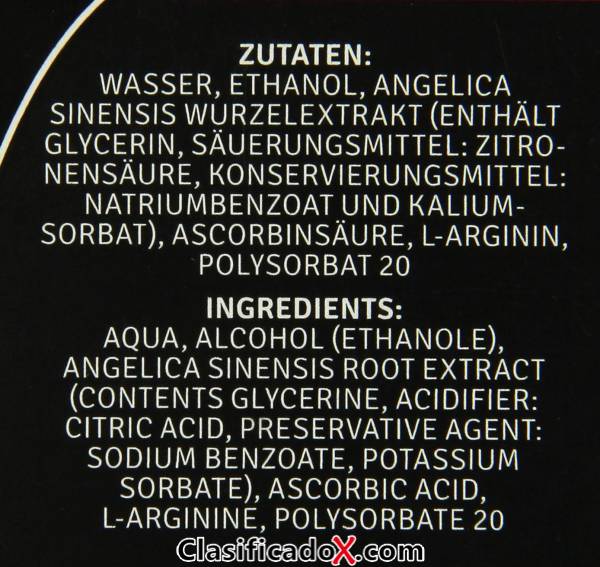 ZUTATEN:
WASSER, ETHANOL, ANGELICA
SINENSIS WURZELEXTRAKT (ENTHÄLT
GLYCERIN, SÄUERUNGSMITTEL: ZITRO-
NENSÄURE, KONSERVIERUNGSMITTEL:
NATRIUMBENZOAT UND KALIUM-
SORBAT), ASCORBINSÄURE, L-ARGININ,
POLYSORBAT 20
INGREDIENTS:
AQUA, ALCOHOL (ETHANOLE),
ANGELICA SINENSIS ROOT EXTRACT
(CONTENTS GLYCERINE, ACIDIFIER:
CITRIC ACID, PRESERVATIVE AGENT:
SODIUM BENZOATE, POTASSIUM
SORBATE), ASCORBIC ACID,
L-ARGININE, POLYSORBATE 20
ClasificadoX.com